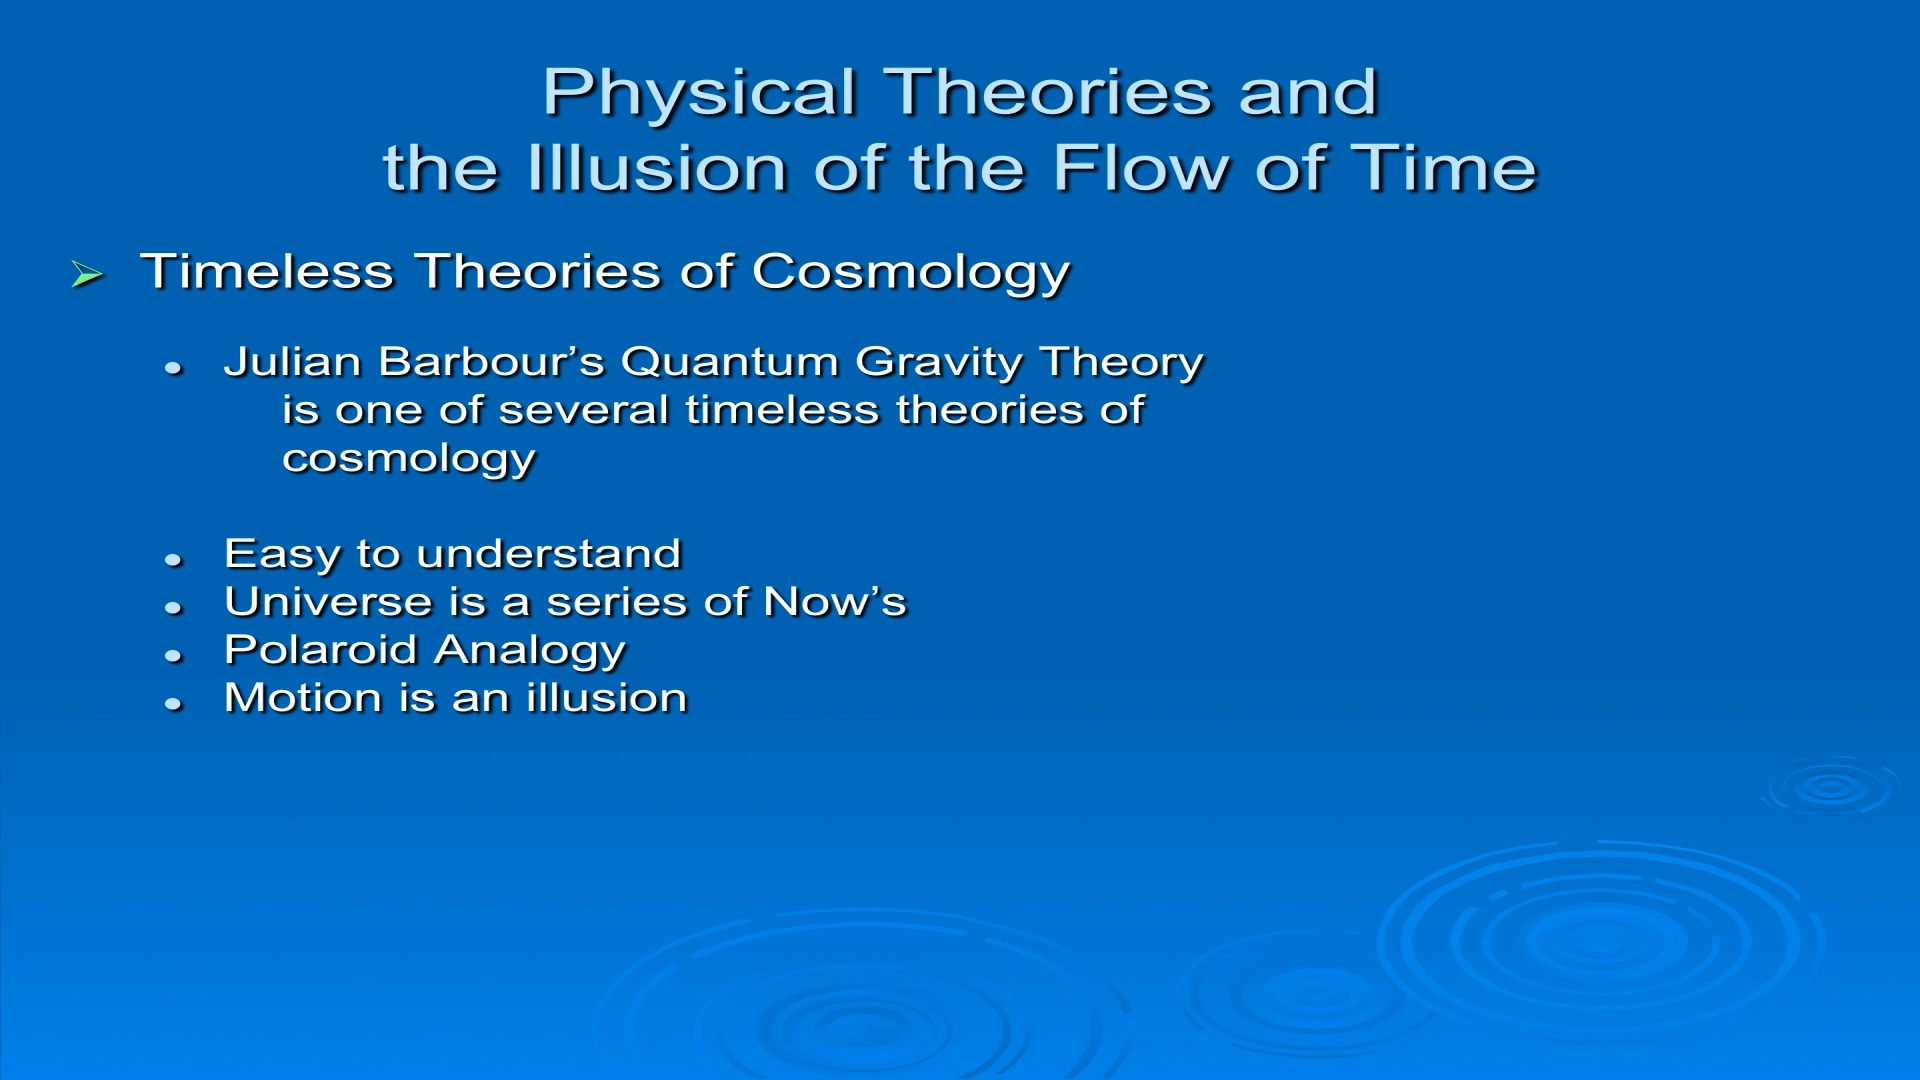 Physical Theories and
the Illusion of the Flow of Time
➢ Timeless Theories of Cosmology
• Julian Barbour’s Quantum Gravity Theory
is one of several timeless theories of
cosmology
• Easy to understand
• Universe is a series of Now’s
• Polaroid Analogy
• Motion is an illusion